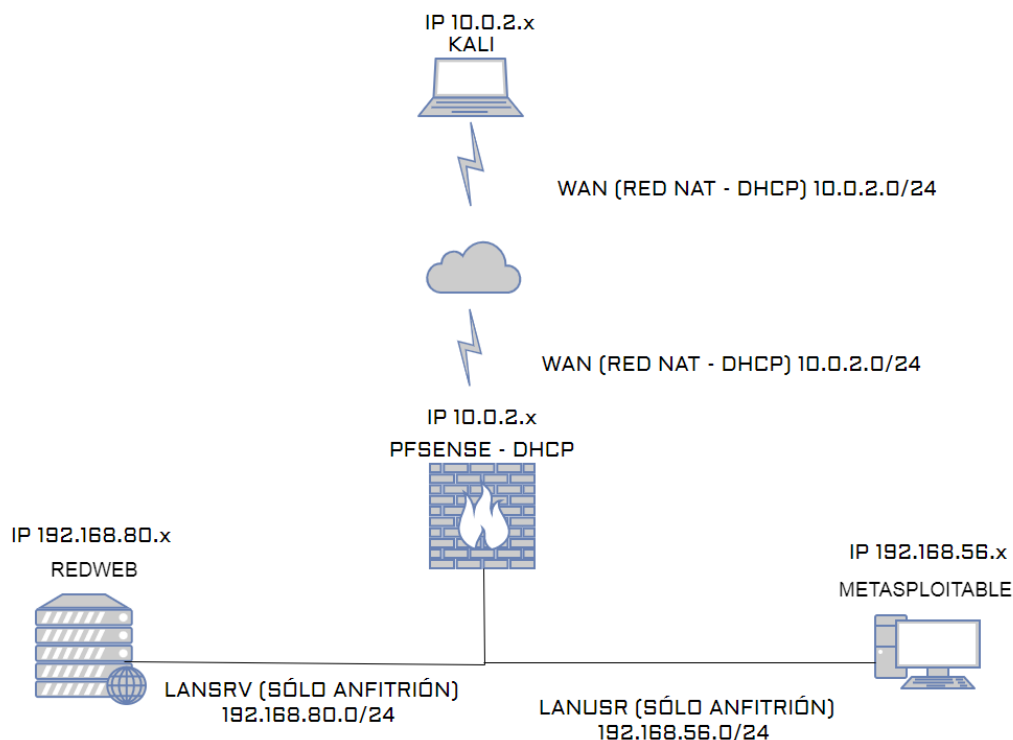 IP 10.0.2.x
KALI
WAN (RED NAT - DHCP) 10.0.2.0/24
WAN (RED NAT - DHCP) 10.0.2.0/24
IP 10.0.2.x
PFSENSE - DHCP
IP 192.168.80.x
REDWEB
IP 192.168.56.x
METASPLOITABLE
LANSRV (SÓLO ANFITRIÓN)
192.168.80.0/24
LANUSR (SÓLO ANFITRIÓN)
192.168.56.0/24